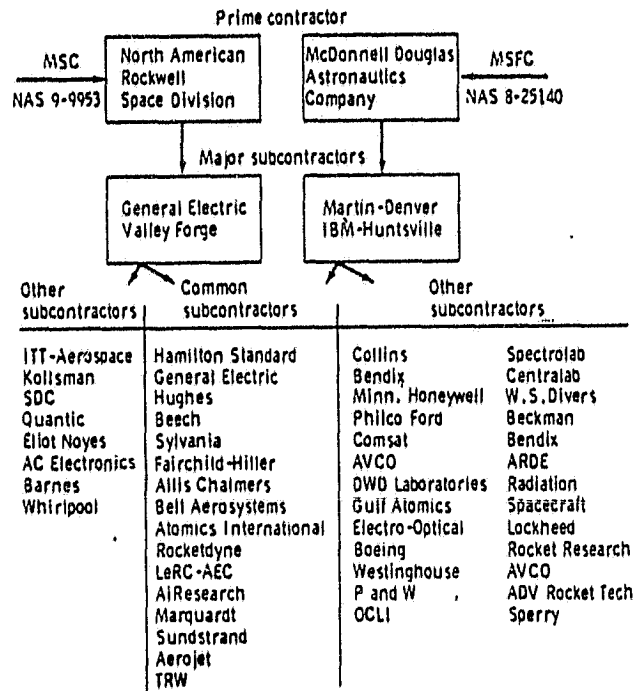 Prime contractor
MSC
NAS 9-9953
North American
Rockwell
Space Division
McDonnell Douglas
Astronautics
Company
MSFC
NAS 8-25140
Major subcontractors
General Electric
Valley Forge
Martin-Denver
IBM-Huntsville
Other
subcontractors
Common
subcontractors
Other
subcontractors
ITT-Aerospace
Kollsman
SDC
Quantic
Eliot Noyes
AC Electronics
Barnes
Whirlpool
Hamilton Standard
General Electric
Hughes
Beech
Sylvania
Fairchild-Hiller
Allis Chalmers
Bell Aerosystems
Atomics International
Rocketdyne
LeRC-AEC
AiResearch
Marquardt
Sundstrand
Aerojet
TRW
Collins
Bendix
Minn. Honeywell
Philco Ford
Comsat
AVCO
DWD Laboratories
Gulf Atomics
Electro-Optical
Boeing
Westinghouse
P and W
OCLI
Spectrolab
Centralab
W.S.Divers
Beckman
Bendix
ARDE
Radiation
Spacecraft
Lockheed
Rocket Research
AVCO
ADV Rocket Tech
Sperry